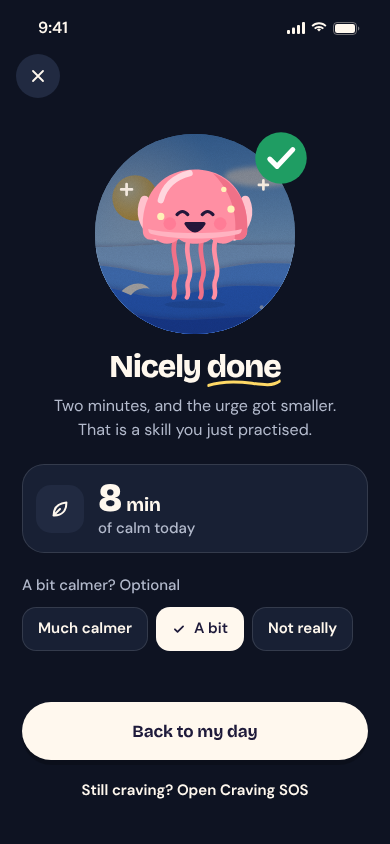 9:41
Nicely done
Two minutes, and the urge got smaller.
That is a skill you just practised.
8 min
of calm today
A bit calmer? Optional
Much calmer
A bit
Not really
Back to my day
Still craving? Open Craving SOS